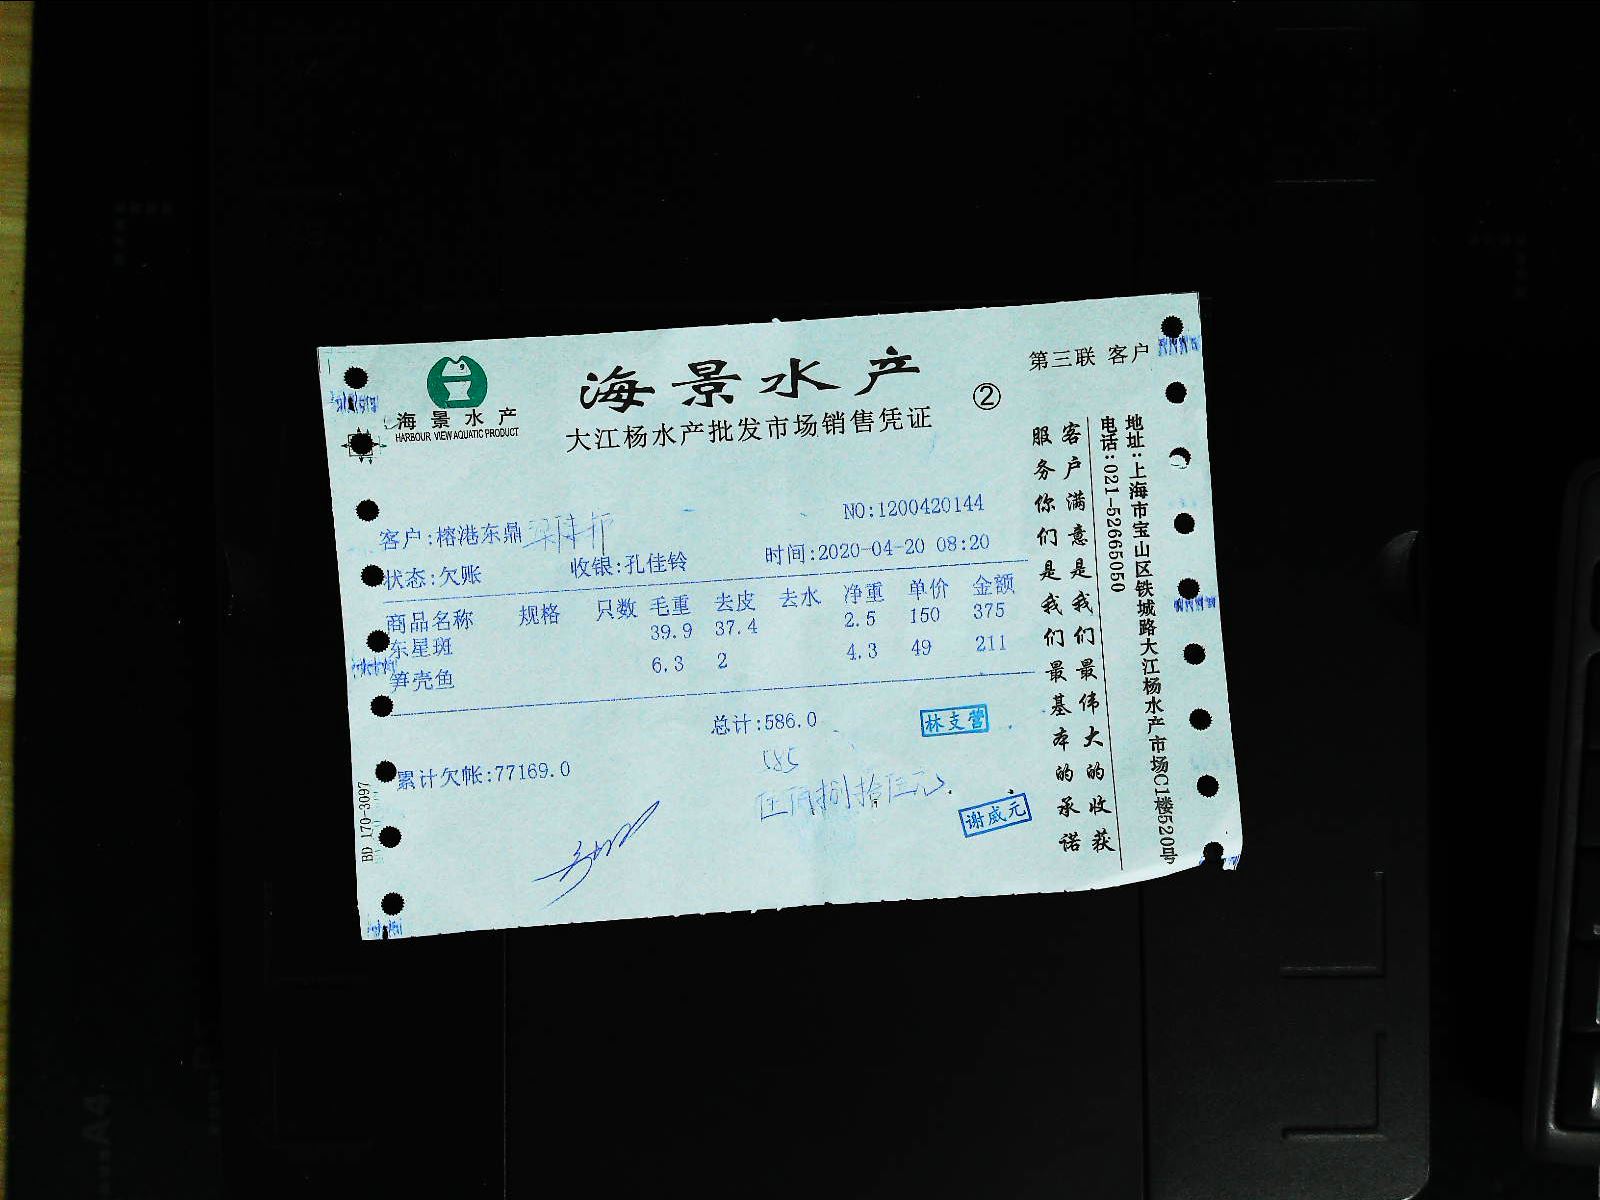 海景水产
HARBOUR VIEW AQUATIC PRODUCT
海景水产
大江杨水产批发市场销售凭证
②
第三联 客户
NO:1200420144
客户:榕港东鼎
状态:欠账 收银:孔佳铃 时间:2020-04-20 08:20
商品名称 规格 只数 毛重 去皮 去水 净重 单价 金额
东星斑 39.9 37.4 2.5 150 375
笋壳鱼 6.3 2 4.3 49 211
总计:586.0
林支营
累计欠帐:77169.0
585
伍佰捌拾伍元
谢威元
BD 170-3097
客户满意是我们最伟大的收获
服务你们是我们最基本的承诺
地址:上海市宝山区铁城路大江杨水产市场C1楼520号
电话:021-52665050